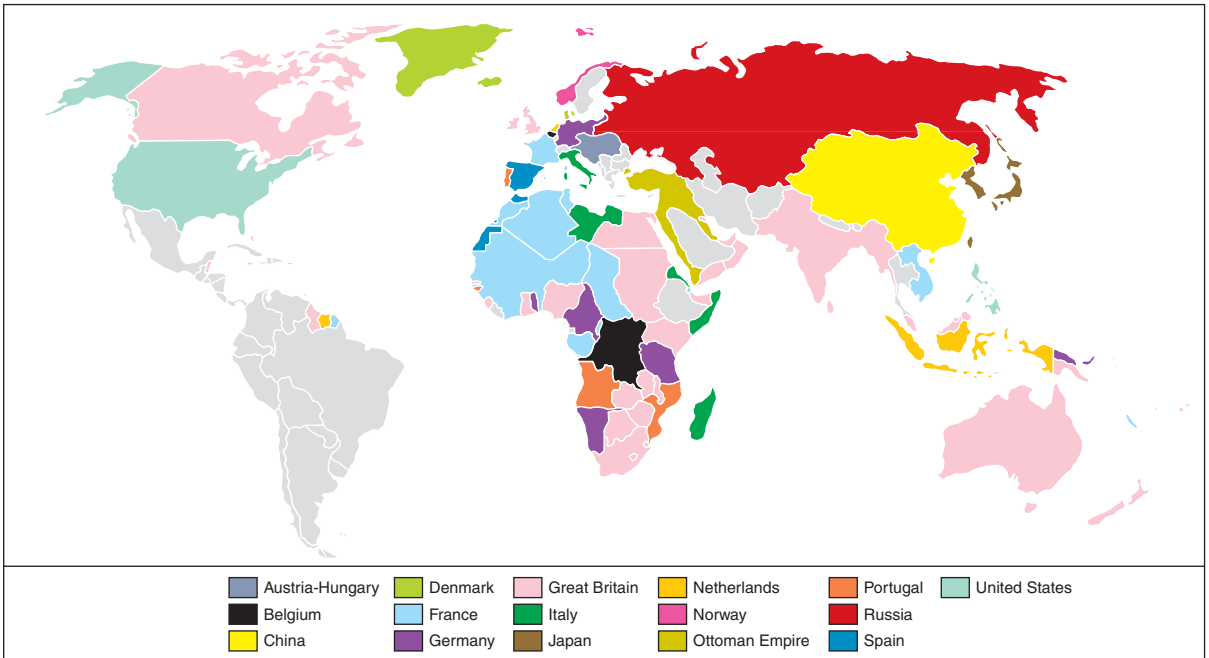 Austria-Hungary Denmark Great Britain Netherlands Portugal United States
Belgium France Italy Norway Russia
China Germany Japan Ottoman Empire Spain